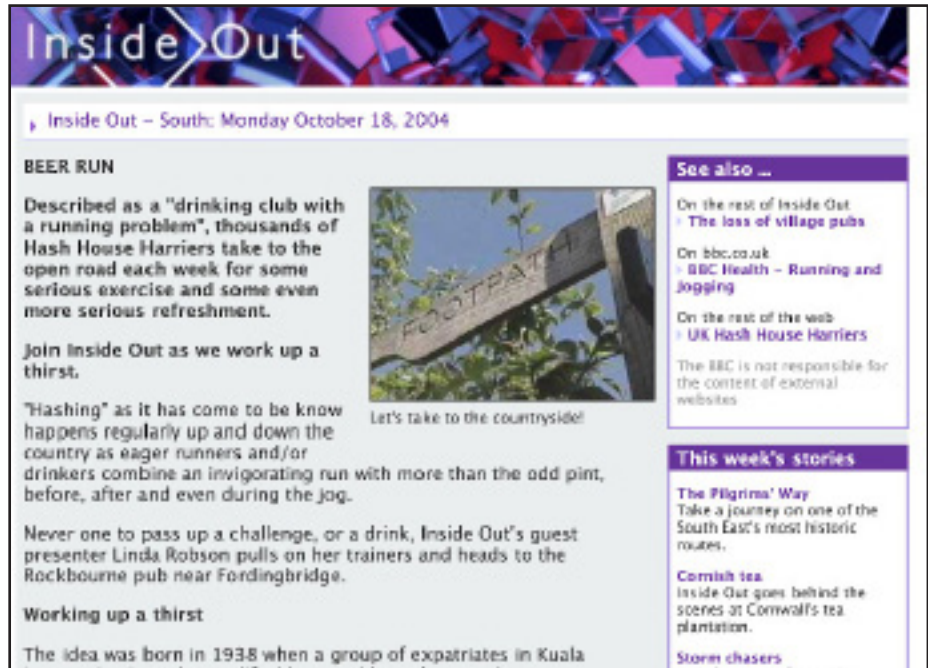 Inside Out
Inside Out – South: Monday October 18, 2004
BEER RUN
Described as a "drinking club with
a running problem", thousands of
Hash House Harriers take to the
open road each week for some
serious exercise and some even
more serious refreshment.
Join Inside Out as we work up a
thirst.
"Hashing" as it has come to be know
happens regularly up and down the
country as eager runners and/or
drinkers combine an invigorating run with more than the odd pint,
before, after and even during the jog.
Never one to pass up a challenge, or a drink, Inside Out's guest
presenter Linda Robson pulls on her trainers and heads to the
Rockbourne pub near Fordingbridge.
Working up a thirst
The idea was born in 1938 when a group of expatriates in Kuala
FOOTPATH
Let's take to the countryside!
See also ...
On the rest of Inside Out
The loss of village pubs
On bbc.co.uk
BBC Health – Running and
Jogging
On the rest of the web
UK Hash House Harriers
The BBC is not responsible for
the content of external
websites
This week's stories
The Pilgrims' Way
Take a journey on one of the
South East's most historic
routes.
Cornish tea
Inside Out goes behind the
scenes at Cornwall's tea
plantation.
Storm chasers